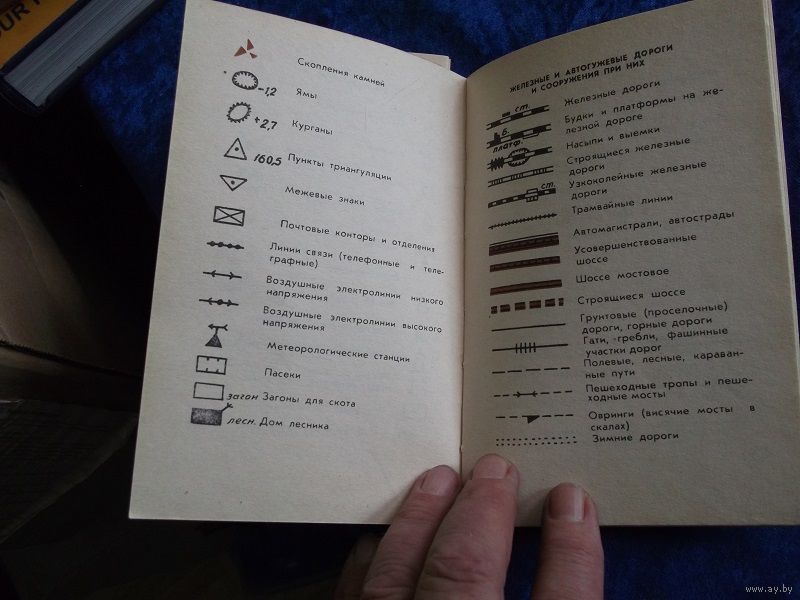 OUR
Скопления камней
-1,2 Ямы
+2,7 Курганы
160,5 Пункты триангуляции
Межевые знаки
Почтовые конторы и отделения
Линии связи (телефонные и теле-
графные)
Воздушные электролинии низкого
напряжения
Воздушные электролинии высокого
напряжения
Метеорологические станции
Пасеки
загон Загоны для скота
лесн. Дом лесника
ЖЕЛЕЗНЫЕ И АВТОГУЖЕВЫЕ ДОРОГИ
И СООРУЖЕНИЯ ПРИ НИХ
ст. Железные дороги
Б. Будки и платформы на же-
платф. лезной дороге
Насыпи и выемки
Строящиеся железные
дороги
ст. Узкоколейные железные
дороги
Трамвайные линии
Автомагистрали, автострады
Усовершенствованные
шоссе
Шоссе мостовое
Строящиеся шоссе
Грунтовые (проселочные)
дороги, горные дороги
Гати, -гребли, фашинные
участки дорог
Полевые, лесные, караван-
ные пути
Пешеходные тропы и пеше-
ходные мосты
Овринги (висячие мосты в
скалах)
Зимние дороги
www.ay.by